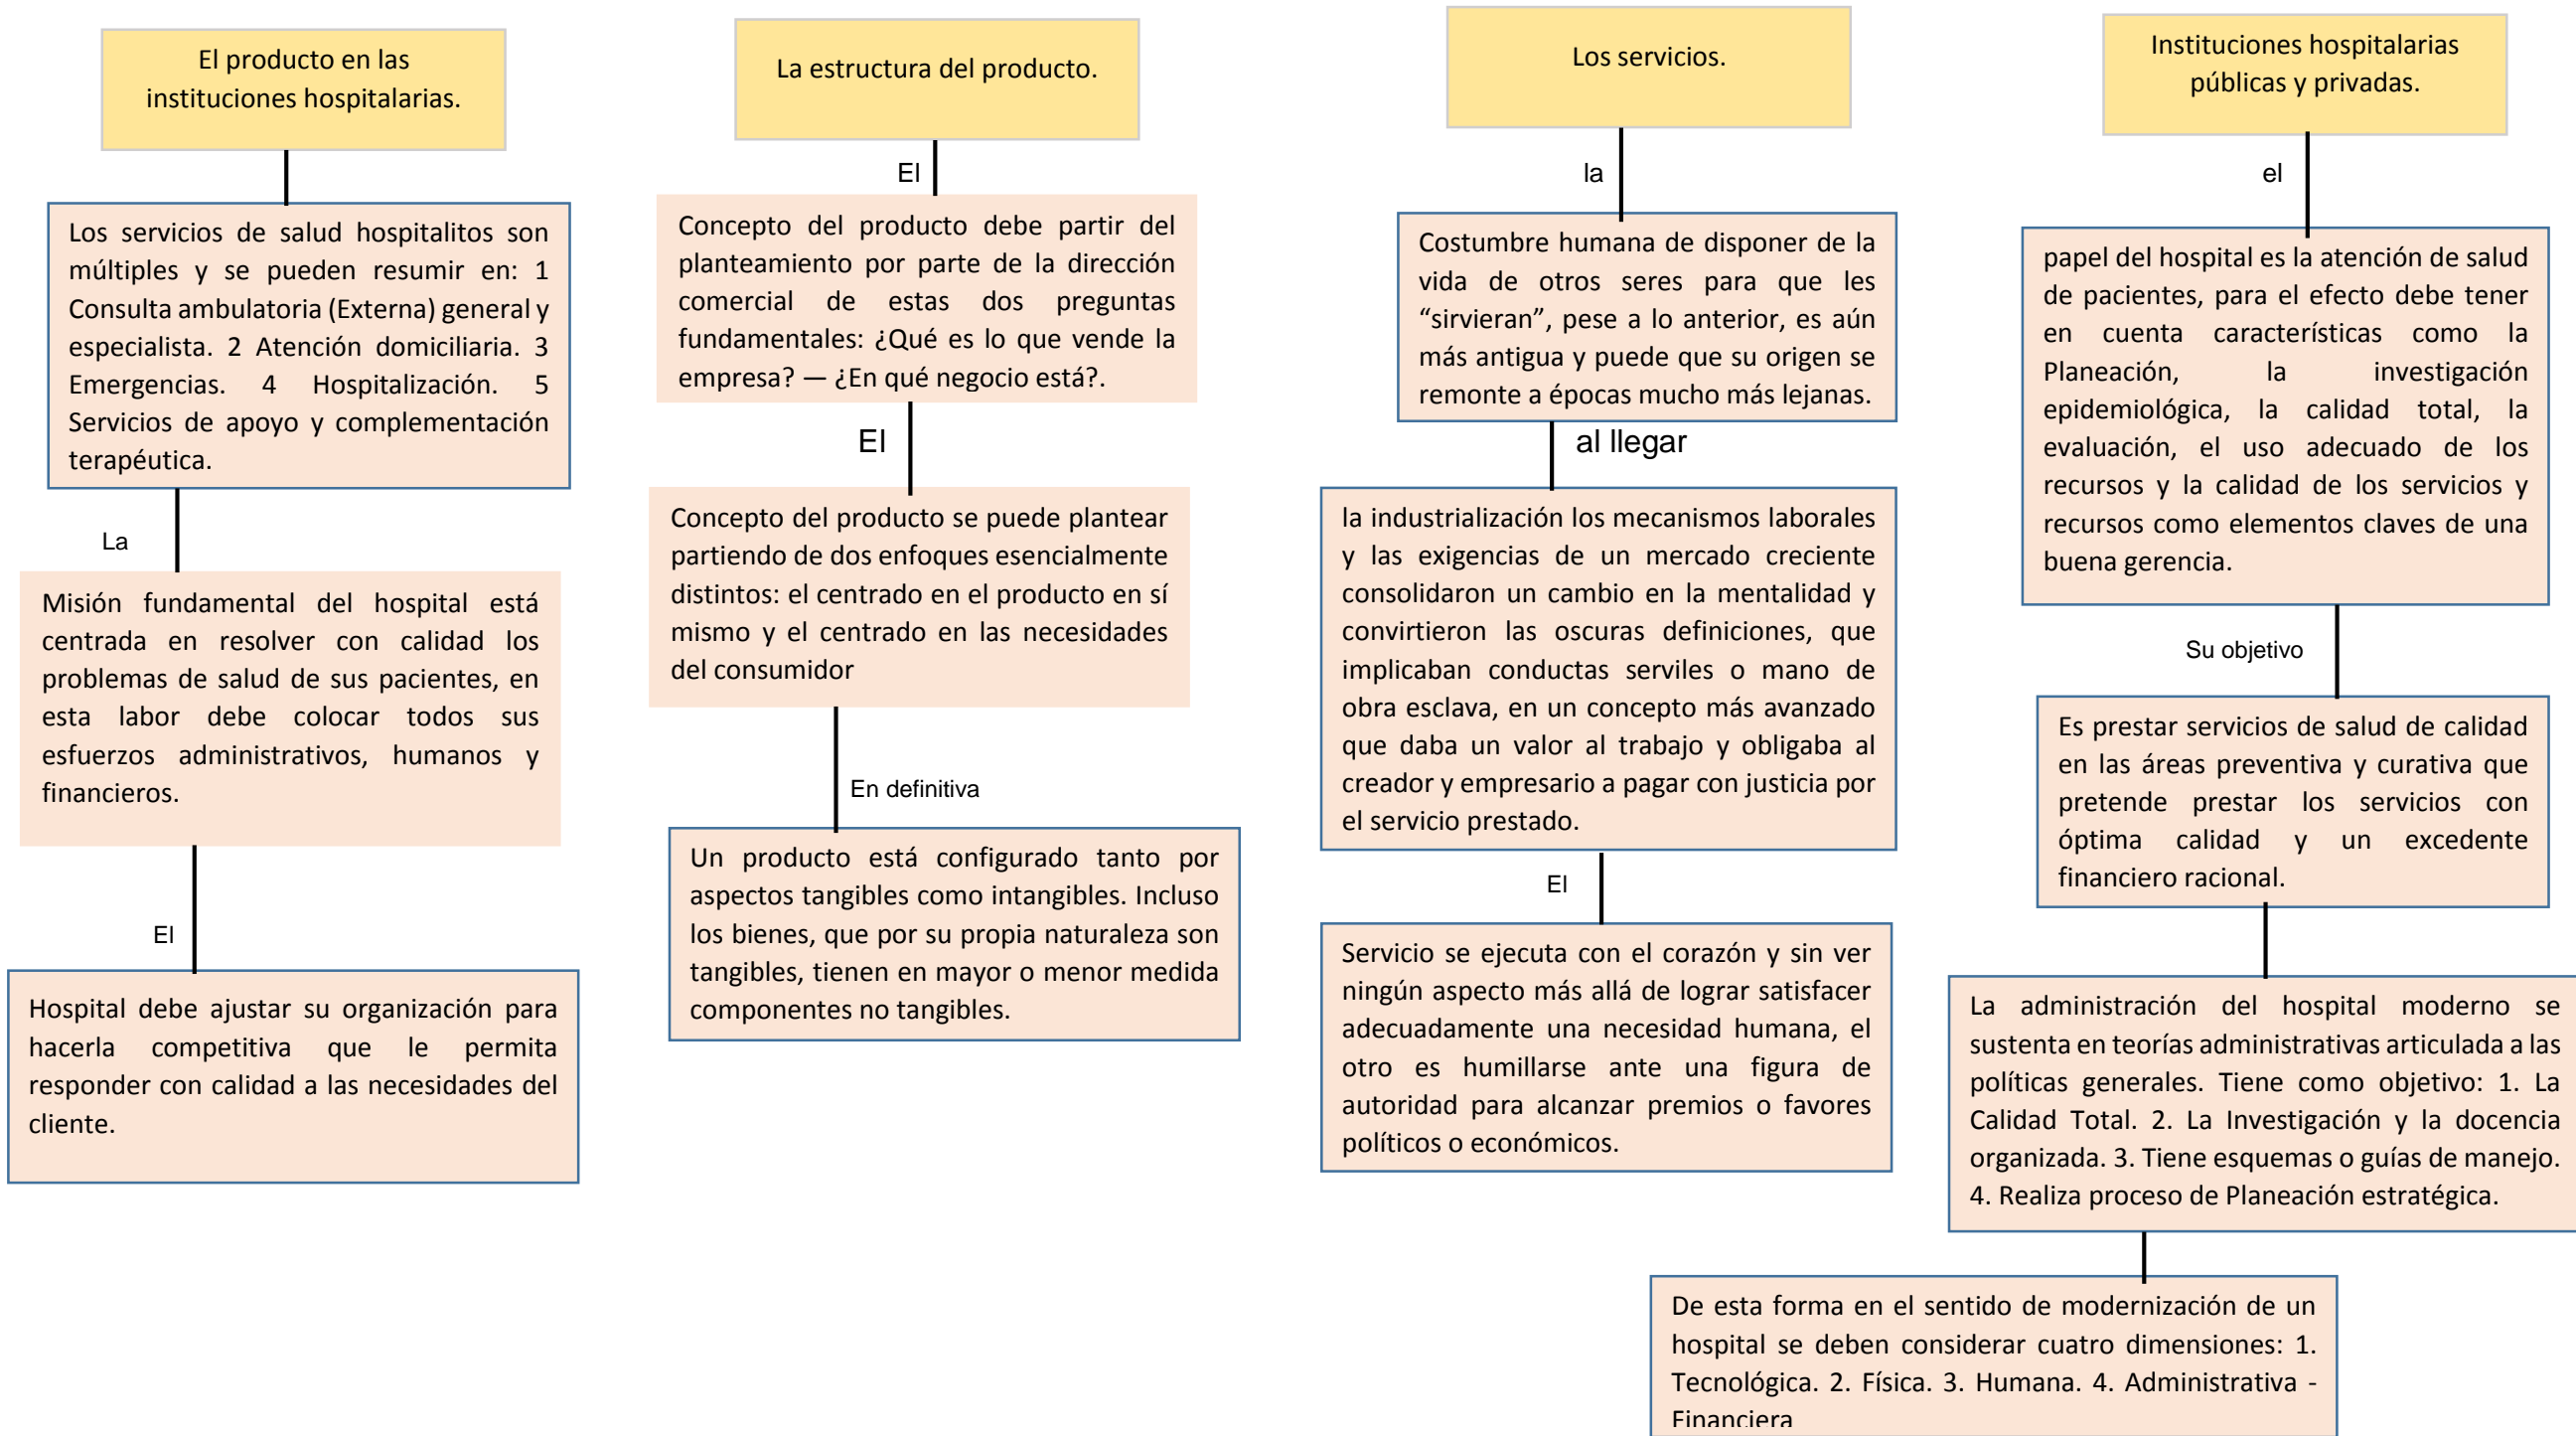 El producto en las
instituciones hospitalarias.
Los servicios de salud hospitalitos son
múltiples y se pueden resumir en: 1
Consulta ambulatoria (Externa) general y
especialista. 2 Atención domiciliaria. 3
Emergencias. 4 Hospitalización. 5
Servicios de apoyo y complementación
terapéutica.
La
Misión fundamental del hospital está
centrada en resolver con calidad los
problemas de salud de sus pacientes, en
esta labor debe colocar todos sus
esfuerzos administrativos, humanos y
financieros.
El
Hospital debe ajustar su organización para
hacerla competitiva que le permita
responder con calidad a las necesidades del
cliente.
La estructura del producto.
El
Concepto del producto debe partir del
planteamiento por parte de la dirección
comercial de estas dos preguntas
fundamentales: ¿Qué es lo que vende la
empresa? — ¿En qué negocio está?.
El
Concepto del producto se puede plantear
partiendo de dos enfoques esencialmente
distintos: el centrado en el producto en sí
mismo y el centrado en las necesidades
del consumidor
En definitiva
Un producto está configurado tanto por
aspectos tangibles como intangibles. Incluso
los bienes, que por su propia naturaleza son
tangibles, tienen en mayor o menor medida
componentes no tangibles.
Los servicios.
la
Costumbre humana de disponer de la
vida de otros seres para que les
“sirvieran”, pese a lo anterior, es aún
más antigua y puede que su origen se
remonte a épocas mucho más lejanas.
al llegar
la industrialización los mecanismos laborales
y las exigencias de un mercado creciente
consolidaron un cambio en la mentalidad y
convirtieron las oscuras definiciones, que
implicaban conductas serviles o mano de
obra esclava, en un concepto más avanzado
que daba un valor al trabajo y obligaba al
creador y empresario a pagar con justicia por
el servicio prestado.
El
Servicio se ejecuta con el corazón y sin ver
ningún aspecto más allá de lograr satisfacer
adecuadamente una necesidad humana, el
otro es humillarse ante una figura de
autoridad para alcanzar premios o favores
políticos o económicos.
Instituciones hospitalarias
públicas y privadas.
el
papel del hospital es la atención de salud
de pacientes, para el efecto debe tener
en cuenta características como la
Planeación, la investigación
epidemiológica, la calidad total, la
evaluación, el uso adecuado de los
recursos y la calidad de los servicios y
recursos como elementos claves de una
buena gerencia.
Su objetivo
Es prestar servicios de salud de calidad
en las áreas preventiva y curativa que
pretende prestar los servicios con
óptima calidad y un excedente
financiero racional.
La administración del hospital moderno se
sustenta en teorías administrativas articulada a las
políticas generales. Tiene como objetivo: 1. La
Calidad Total. 2. La Investigación y la docencia
organizada. 3. Tiene esquemas o guías de manejo.
4. Realiza proceso de Planeación estratégica.
De esta forma en el sentido de modernización de un
hospital se deben considerar cuatro dimensiones: 1.
Tecnológica. 2. Física. 3. Humana. 4. Administrativa -
Financiera